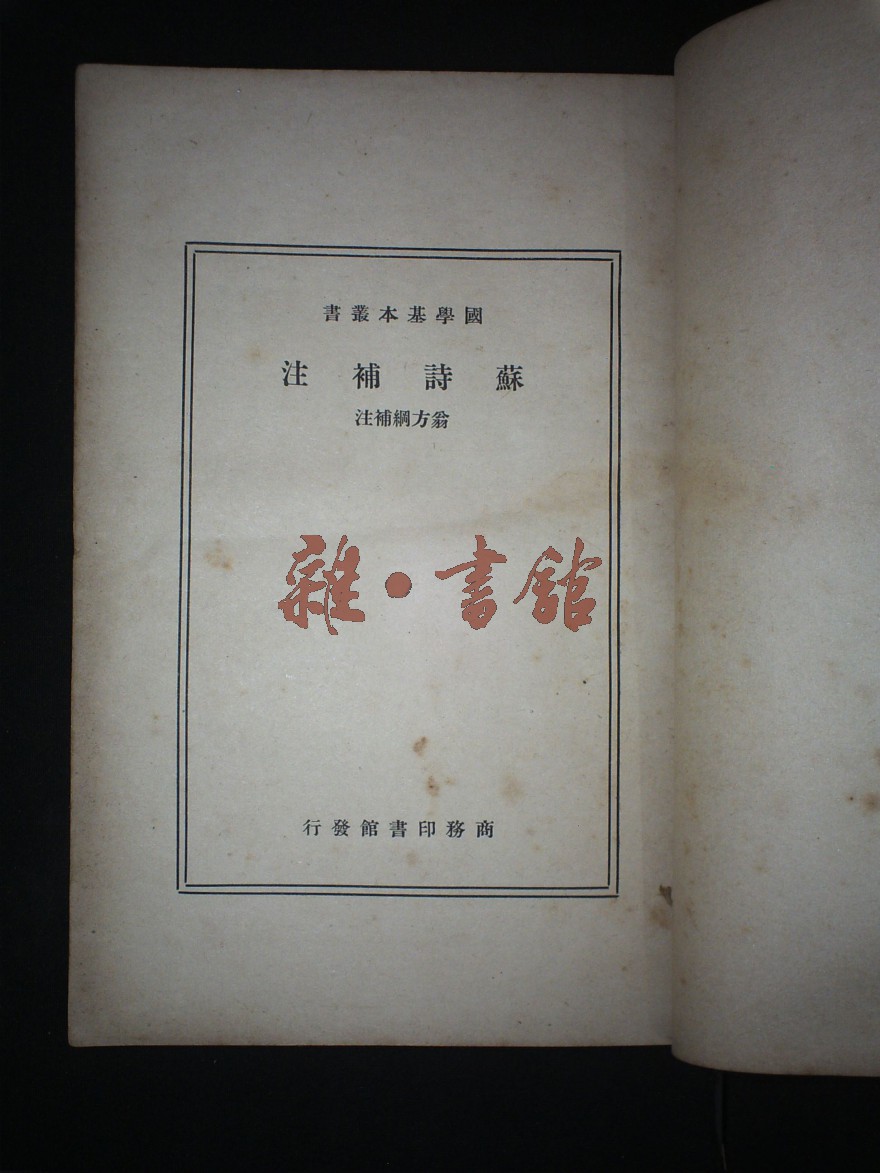 國學基本叢書
蘇詩補注
翁方綱補注
雜·書館
商務印書館發行